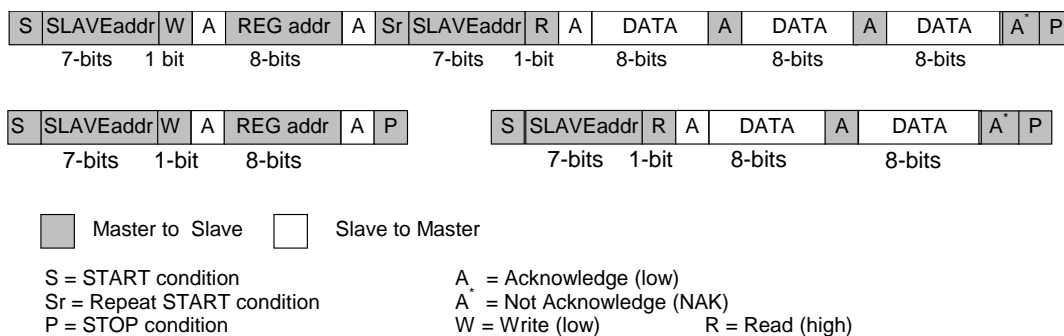 S SLAVEaddr W A REG addr A Sr SLAVEaddr R A DATA A DATA A DATA A* P
7-bits 1 bit 8-bits 7-bits 1-bit 8-bits 8-bits 8-bits
S SLAVEaddr W A REG addr A P
7-bits 1-bit 8-bits
S SLAVEaddr R A DATA A DATA A* P
7-bits 1-bit 8-bits 8-bits
Master to Slave
Slave to Master
S = START condition
Sr = Repeat START condition
P = STOP condition
A = Acknowledge (low)
A* = Not Acknowledge (NAK)
W = Write (low) R = Read (high)